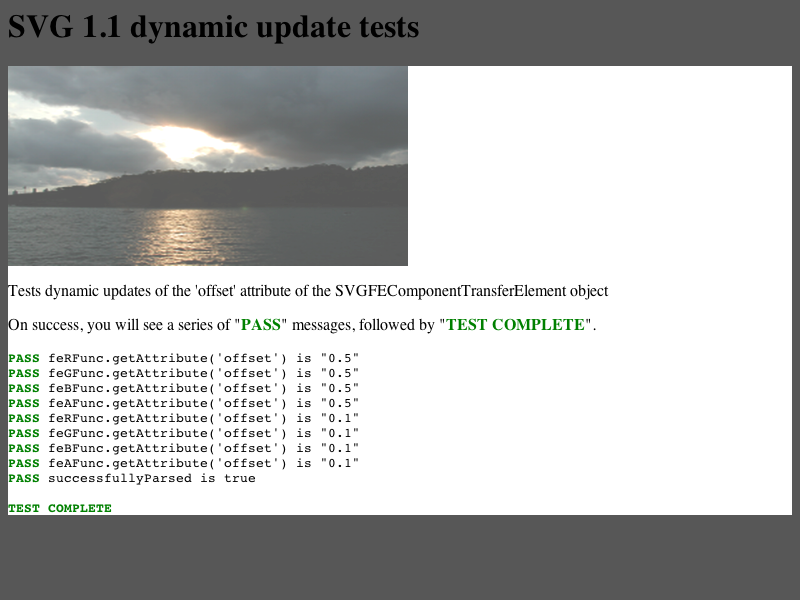 SVG 1.1 dynamic update tests
Tests dynamic updates of the 'offset' attribute of the SVGFEComponentTransferElement object
On success, you will see a series of "PASS" messages, followed by "TEST COMPLETE".
PASS feRFunc.getAttribute('offset') is "0.5"
PASS feGFunc.getAttribute('offset') is "0.5"
PASS feBFunc.getAttribute('offset') is "0.5"
PASS feAFunc.getAttribute('offset') is "0.5"
PASS feRFunc.getAttribute('offset') is "0.1"
PASS feGFunc.getAttribute('offset') is "0.1"
PASS feBFunc.getAttribute('offset') is "0.1"
PASS feAFunc.getAttribute('offset') is "0.1"
PASS successfullyParsed is true
TEST COMPLETE